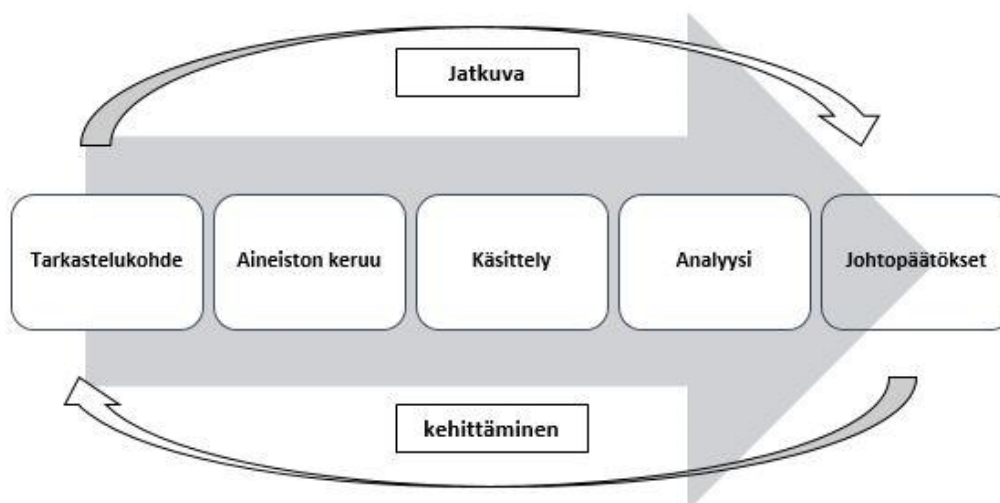 Jatkuva
Tarkastelukohde
Aineiston keruu
Käsittely
Analyysi
Johtopäätökset
kehittäminen